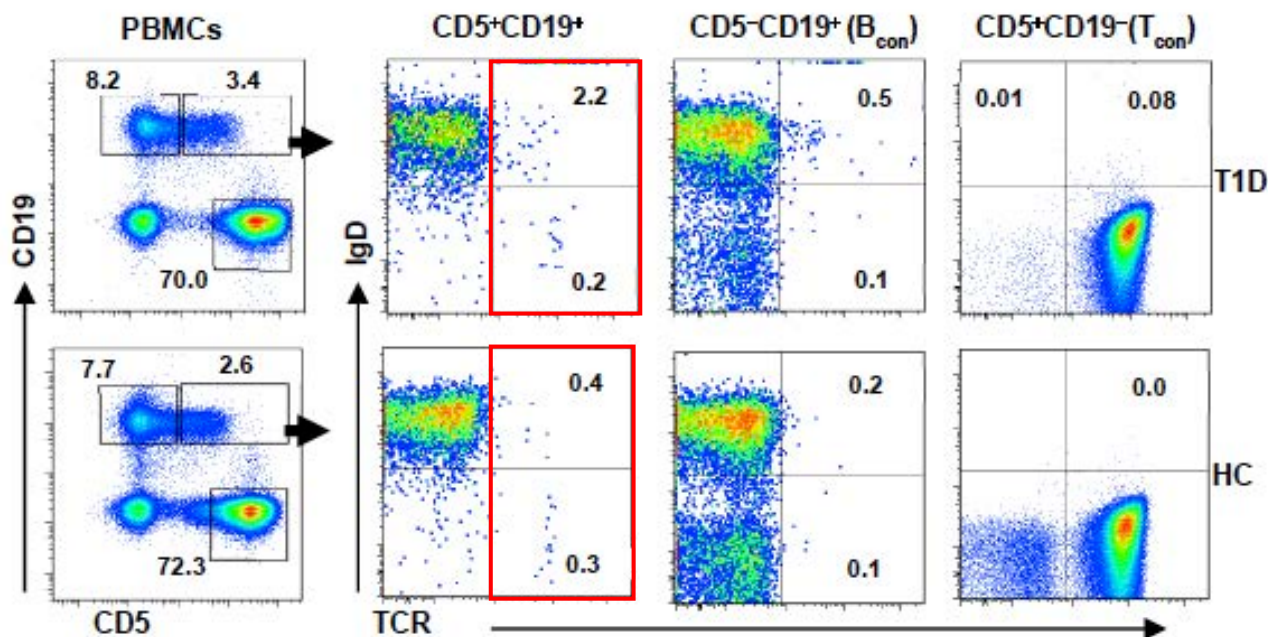 PBMCs CD5⁺CD19⁺ CD5⁻CD19⁺ (Bcon) CD5⁺CD19⁻(Tcon)
8.2 3.4 2.2 0.5 0.01 0.08
T1D
CD19 IgD
70.0 0.2 0.1
7.7 2.6 0.4 0.2 0.0
HC
72.3 0.3 0.1
CD5 TCR